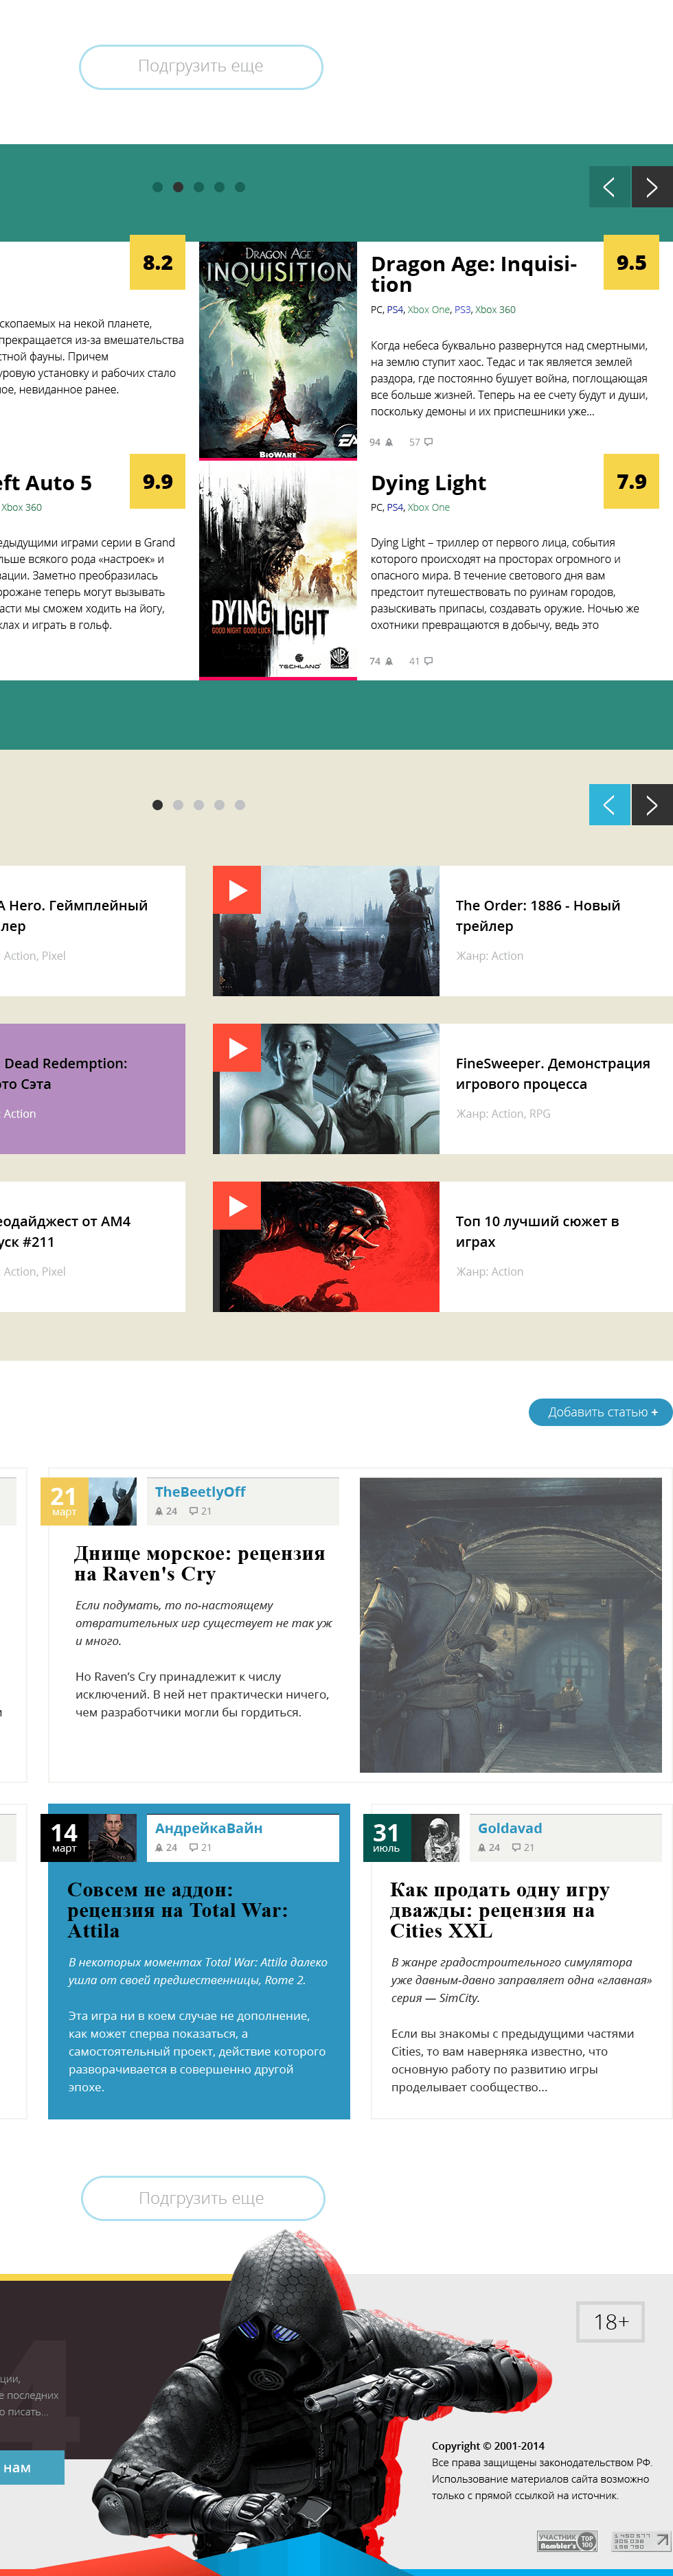 Подгрузить еще
8.2
скопаемых на некой планете,
прекращается из-за вмешательства
стной фауны. Причем
уровую установку и рабочих стало
ное, невиданное ранее.
DRAGON AGE
INQUISITION
BIOWARE
EA
Dragon Age: Inquisi-
tion
9.5
PC, PS4, Xbox One, PS3, Xbox 360
Когда небеса буквально развернутся над смертными,
на землю ступит хаос. Тедас и так является землей
раздора, где постоянно бушует война, поглощающая
все больше жизней. Теперь на ее счету будут и души,
поскольку демоны и их приспешники уже...
94 57
eft Auto 5
9.9
Xbox 360
едыдущими играми серии в Grand
льше всякого рода «настроек» и
зации. Заметно преобразилась
орожане теперь могут вызывать
асти мы сможем ходить на йогу,
клах и играть в гольф.
DYING LIGHT
GOOD NIGHT GOOD LUCK
TECHLAND
WB
Dying Light
7.9
PC, PS4, Xbox One
Dying Light – триллер от первого лица, события
которого происходят на просторах огромного и
опасного мира. В течение светового дня вам
предстоит путешествовать по руинам городов,
разыскивать припасы, создавать оружие. Ночью же
охотники превращаются в добычу, ведь это
74 41
A Hero. Геймплейный
лер
: Action, Pixel
The Order: 1886 - Новый
трейлер
Жанр: Action
Dead Redemption:
то Сэта
: Action
FineSweeper. Демонстрация
игрового процесса
Жанр: Action, RPG
еодайджест от AM4
уск #211
Action, Pixel
Топ 10 лучший сюжет в
играх
Жанр: Action
Добавить статью +
21
март
TheBeetlyOff
24 21
Днище морское: рецензия
на Raven's Cry
Если подумать, то по-настоящему
отвратительных игр существует не так уж
и много.
Но Raven’s Cry принадлежит к числу
исключений. В ней нет практически ничего,
чем разработчики могли бы гордиться.
14
март
АндрейкаВайн
24 21
Совсем не аддон:
рецензия на Total War:
Attila
В некоторых моментах Total War: Attila далеко
ушла от своей предшественницы, Rome 2.
Эта игра ни в коем случае не дополнение,
как может сперва показаться, а
самостоятельный проект, действие которого
разворачивается в совершенно другой
эпохе.
31
июль
Goldavad
24 21
Как продать одну игру
дважды: рецензия на
Cities XXL
В жанре градостроительного симулятора
уже давным-давно заправляет одна «главная»
серия — SimCity.
Если вы знакомы с предыдущими частями
Cities, то вам наверняка известно, что
основную работу по развитию игры
проделывает сообщество...
Подгрузить еще
18+
4
ции,
е последних
о писать...
нам
Copyright © 2001-2014
Все права защищены законодательством РФ.
Использование материалов сайта возможно
только с прямой ссылкой на источник.
УЧАСТНИК
Rambler's
TOP
100